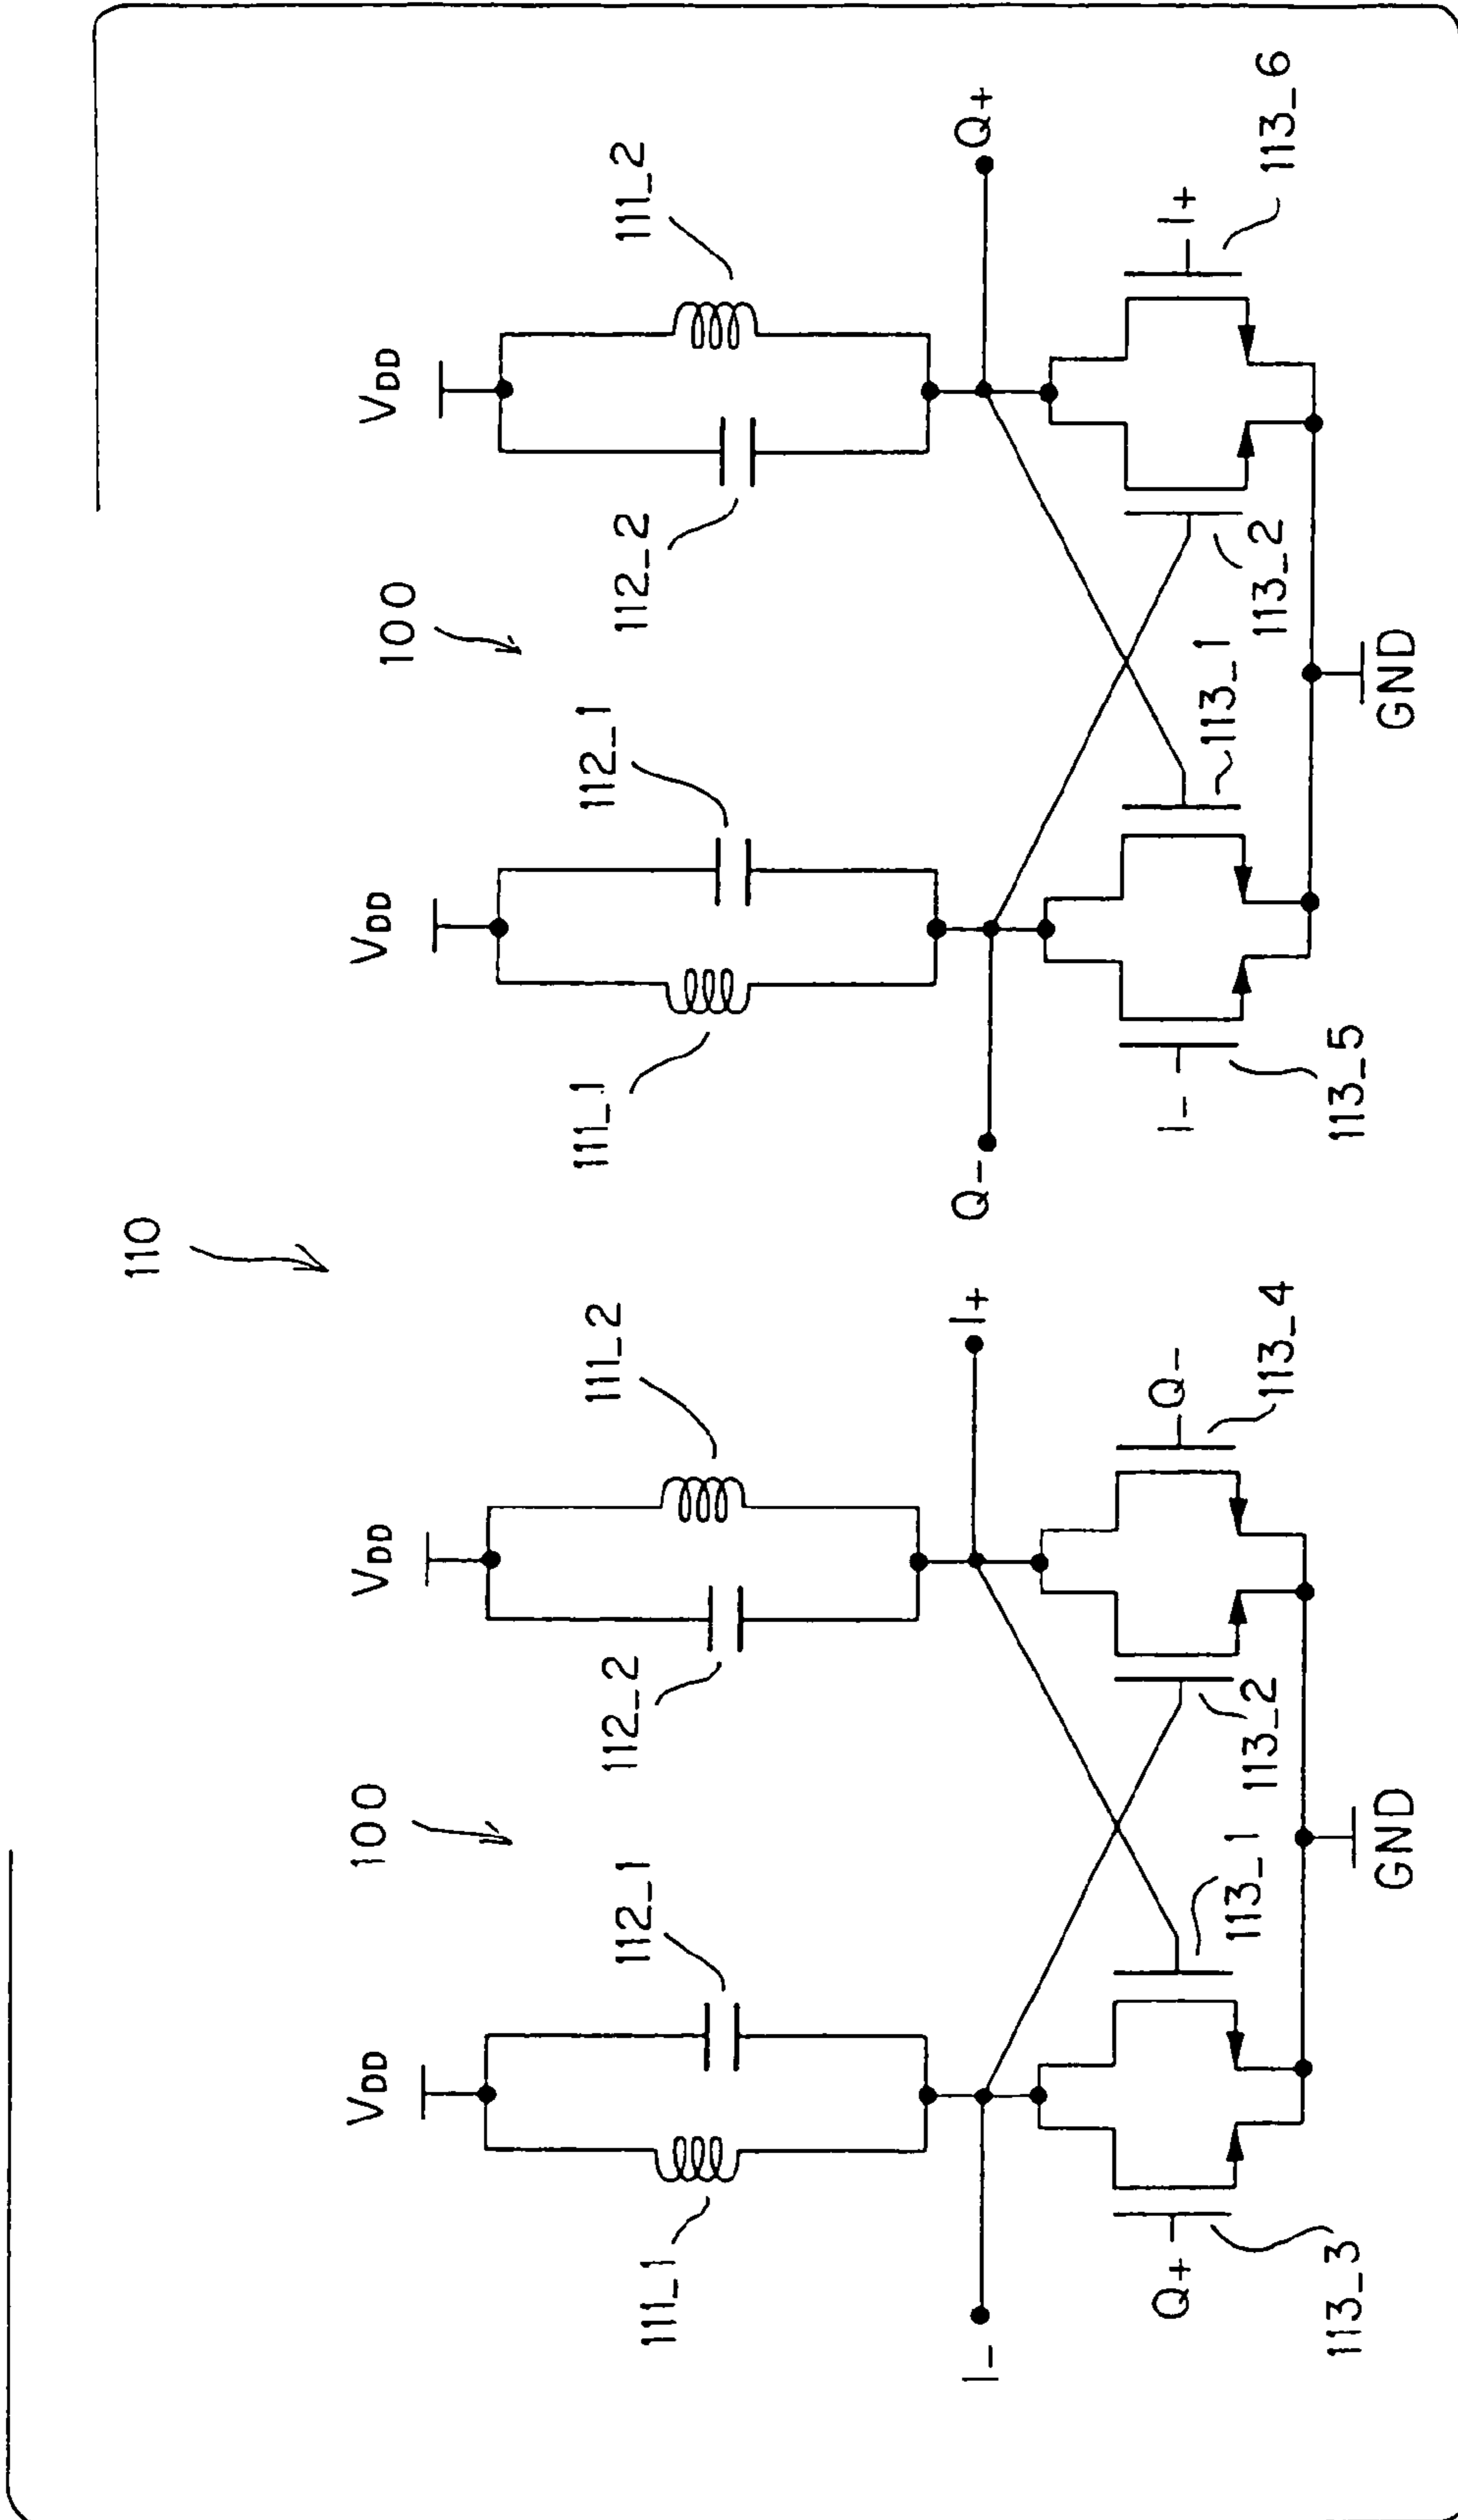 110
100
100
VDD
VDD
VDD
VDD
111_1
112_1
112_2
111_2
111_1
112_1
112_2
111_2
I-
I+
Q-
Q+
Q+
113_3
113_1
113_2
Q-
113_4
I-
113_5
113_1
113_2
I+
113_6
GND
GND